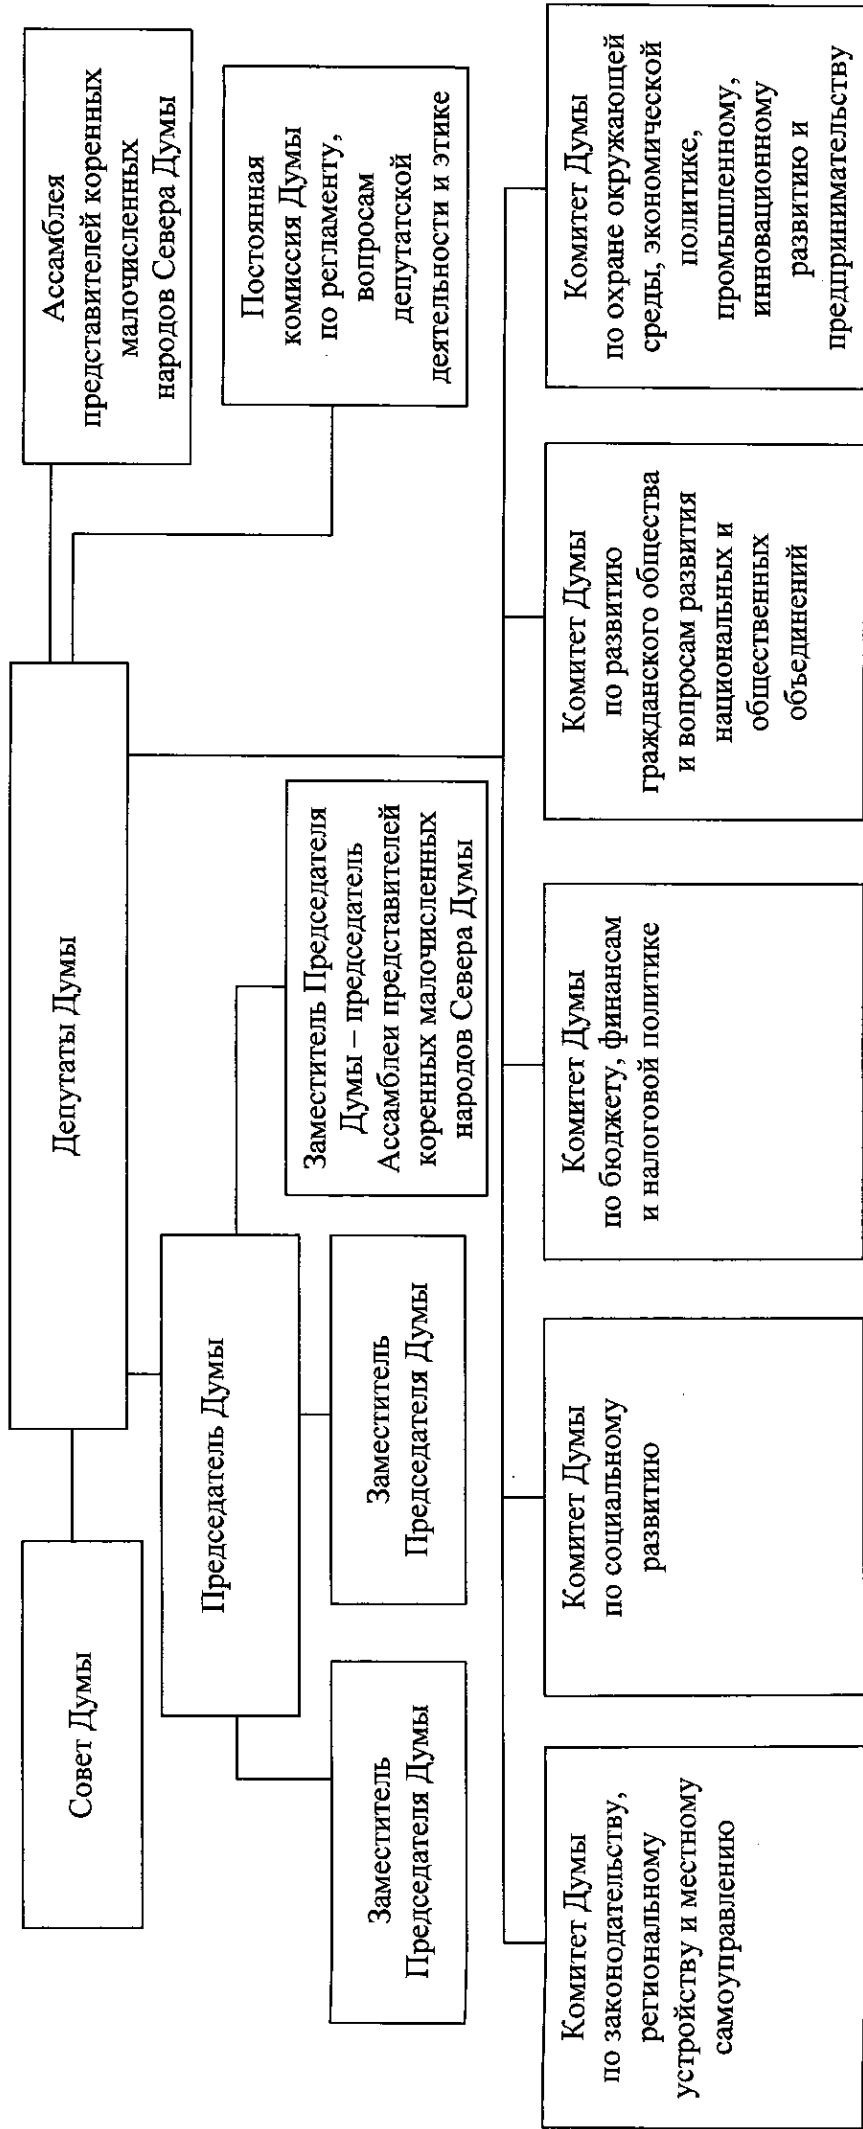 Депутаты Думы
Совет Думы
Ассамблея
представителей коренных
малочисленных
народов Севера Думы
Председатель Думы
Постоянная
комиссия Думы
по регламенту,
вопросам
депутатской
деятельности и этике
Заместитель
Председателя Думы
Заместитель
Председателя Думы
Заместитель Председателя
Думы – председатель
Ассамблеи представителей
коренных малочисленных
народов Севера Думы
Комитет Думы
по законодательству,
региональному
устройству и местному
самоуправлению
Комитет Думы
по социальному
развитию
Комитет Думы
по бюджету, финансам
и налоговой политике
Комитет Думы
по развитию
гражданского общества
и вопросам развития
национальных и
общественных
объединений
Комитет Думы
по охране окружающей
среды, экономической
политике,
промышленному,
инновационному
развитию и
предпринимательству